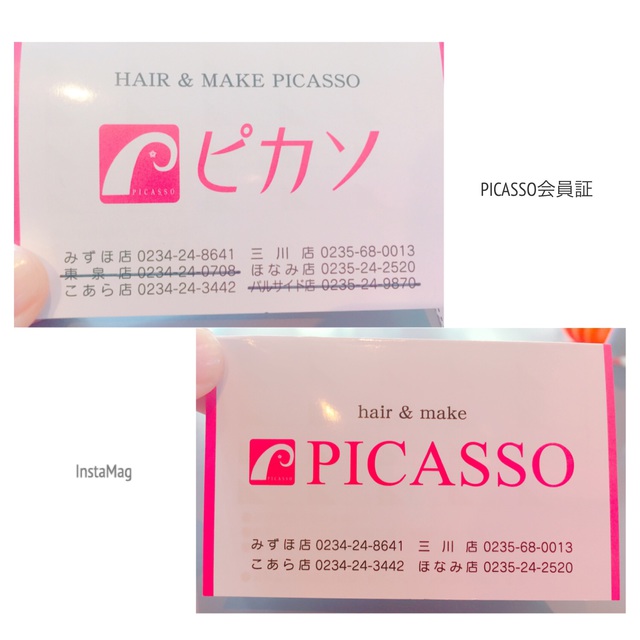 HAIR & MAKE PICASSO
PICASSO
ピカソ
PICASSO会員証
みずほ店 0234-24-8641 三川店 0235-68-0013
東泉店 0234-24-0708 ほなみ店 0235-24-2520
こあら店 0234-24-3442 パルサイド店 0235-24-9870
hair & make
PICASSO
PICASSO
InstaMag
みずほ店 0234-24-8641 三川店 0235-68-0013
こあら店 0234-24-3442 ほなみ店 0235-24-2520